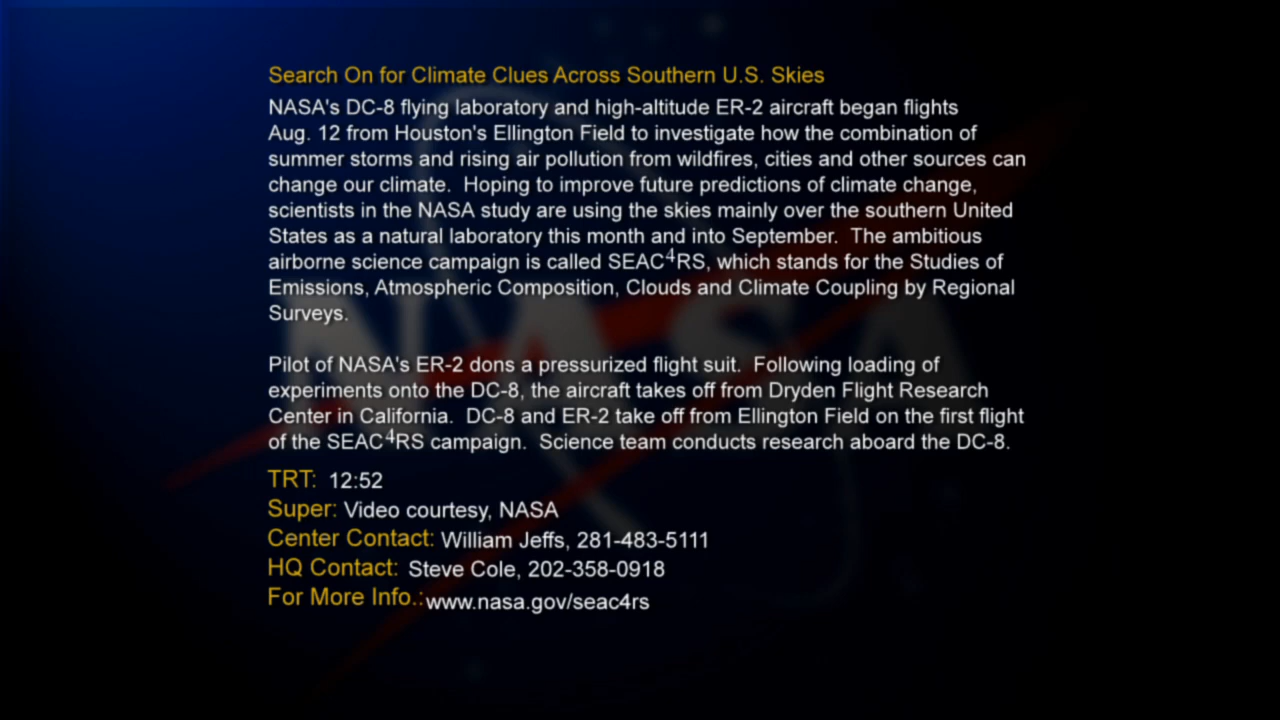 Search On for Climate Clues Across Southern U.S. Skies
NASA's DC-8 flying laboratory and high-altitude ER-2 aircraft began flights
Aug. 12 from Houston's Ellington Field to investigate how the combination of
summer storms and rising air pollution from wildfires, cities and other sources can
change our climate.  Hoping to improve future predictions of climate change,
scientists in the NASA study are using the skies mainly over the southern United
States as a natural laboratory this month and into September.  The ambitious
airborne science campaign is called SEAC⁴RS, which stands for the Studies of
Emissions, Atmospheric Composition, Clouds and Climate Coupling by Regional
Surveys.
Pilot of NASA's ER-2 dons a pressurized flight suit.  Following loading of
experiments onto the DC-8, the aircraft takes off from Dryden Flight Research
Center in California.  DC-8 and ER-2 take off from Ellington Field on the first flight
of the SEAC⁴RS campaign.  Science team conducts research aboard the DC-8.
TRT: 12:52
Super: Video courtesy, NASA
Center Contact: William Jeffs, 281-483-5111
HQ Contact: Steve Cole, 202-358-0918
For More Info.: www.nasa.gov/seac4rs
NASA